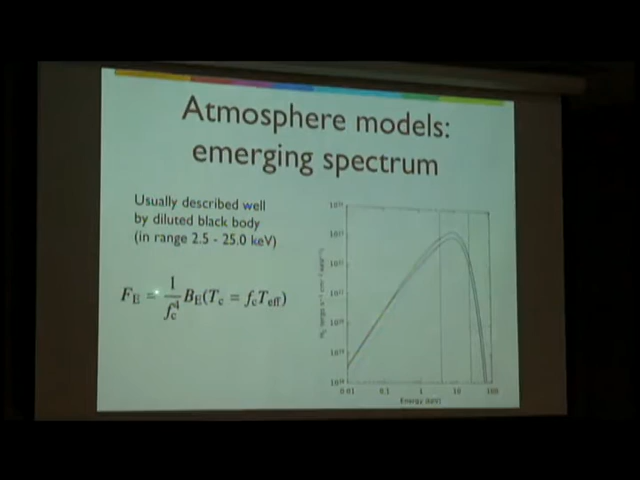 Atmosphere models:
emerging spectrum
Usually described well
by diluted black body
(in range 2.5 - 25.0 keV)
F_E = 1/f_c^4 B_E(T_c = f_c T_eff)
0.01 0.1 1 10 100
Energy (keV)